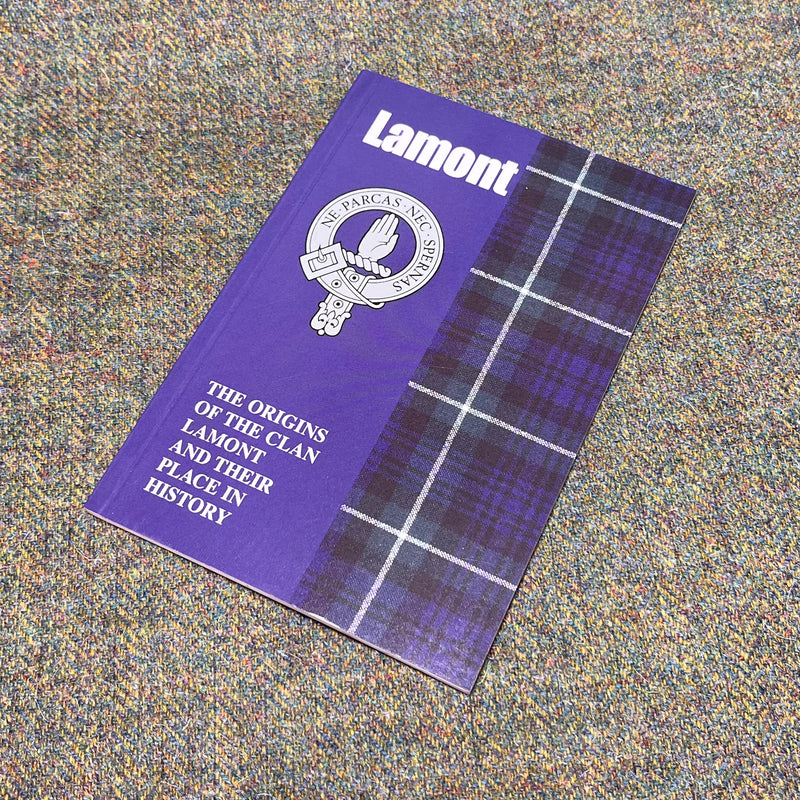 Lamont
NE·PARCAS·NEC·SPERNAS
THE ORIGINS
OF THE CLAN
LAMONT
AND THEIR
PLACE IN
HISTORY